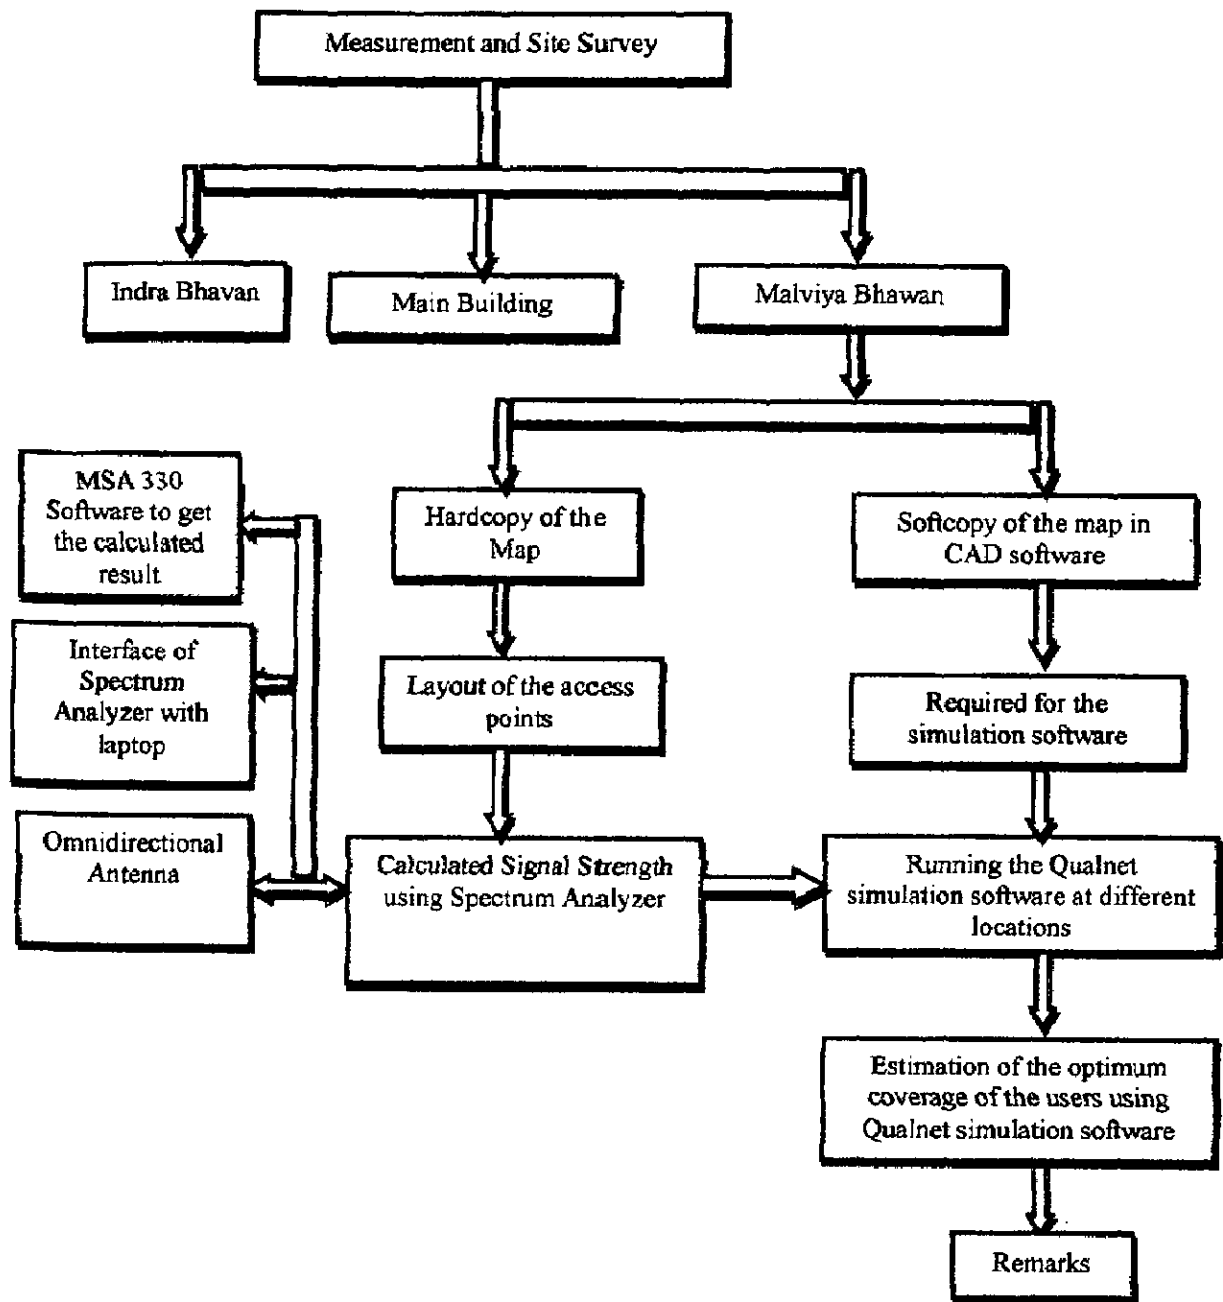 Measurement and Site Survey
Indra Bhavan
Main Building
Malviya Bhawan
MSA 330
Software to get
the calculated
result
Hardcopy of the
Map
Softcopy of the map in
CAD software
Interface of
Spectrum
Analyzer with
laptop
Layout of the access
points
Required for the
simulation software
Omnidirectional
Antenna
Calculated Signal Strength
using Spectrum Analyzer
Running the Qualnet
simulation software at different
locations
Estimation of the optimum
coverage of the users using
Qualnet simulation software
Remarks